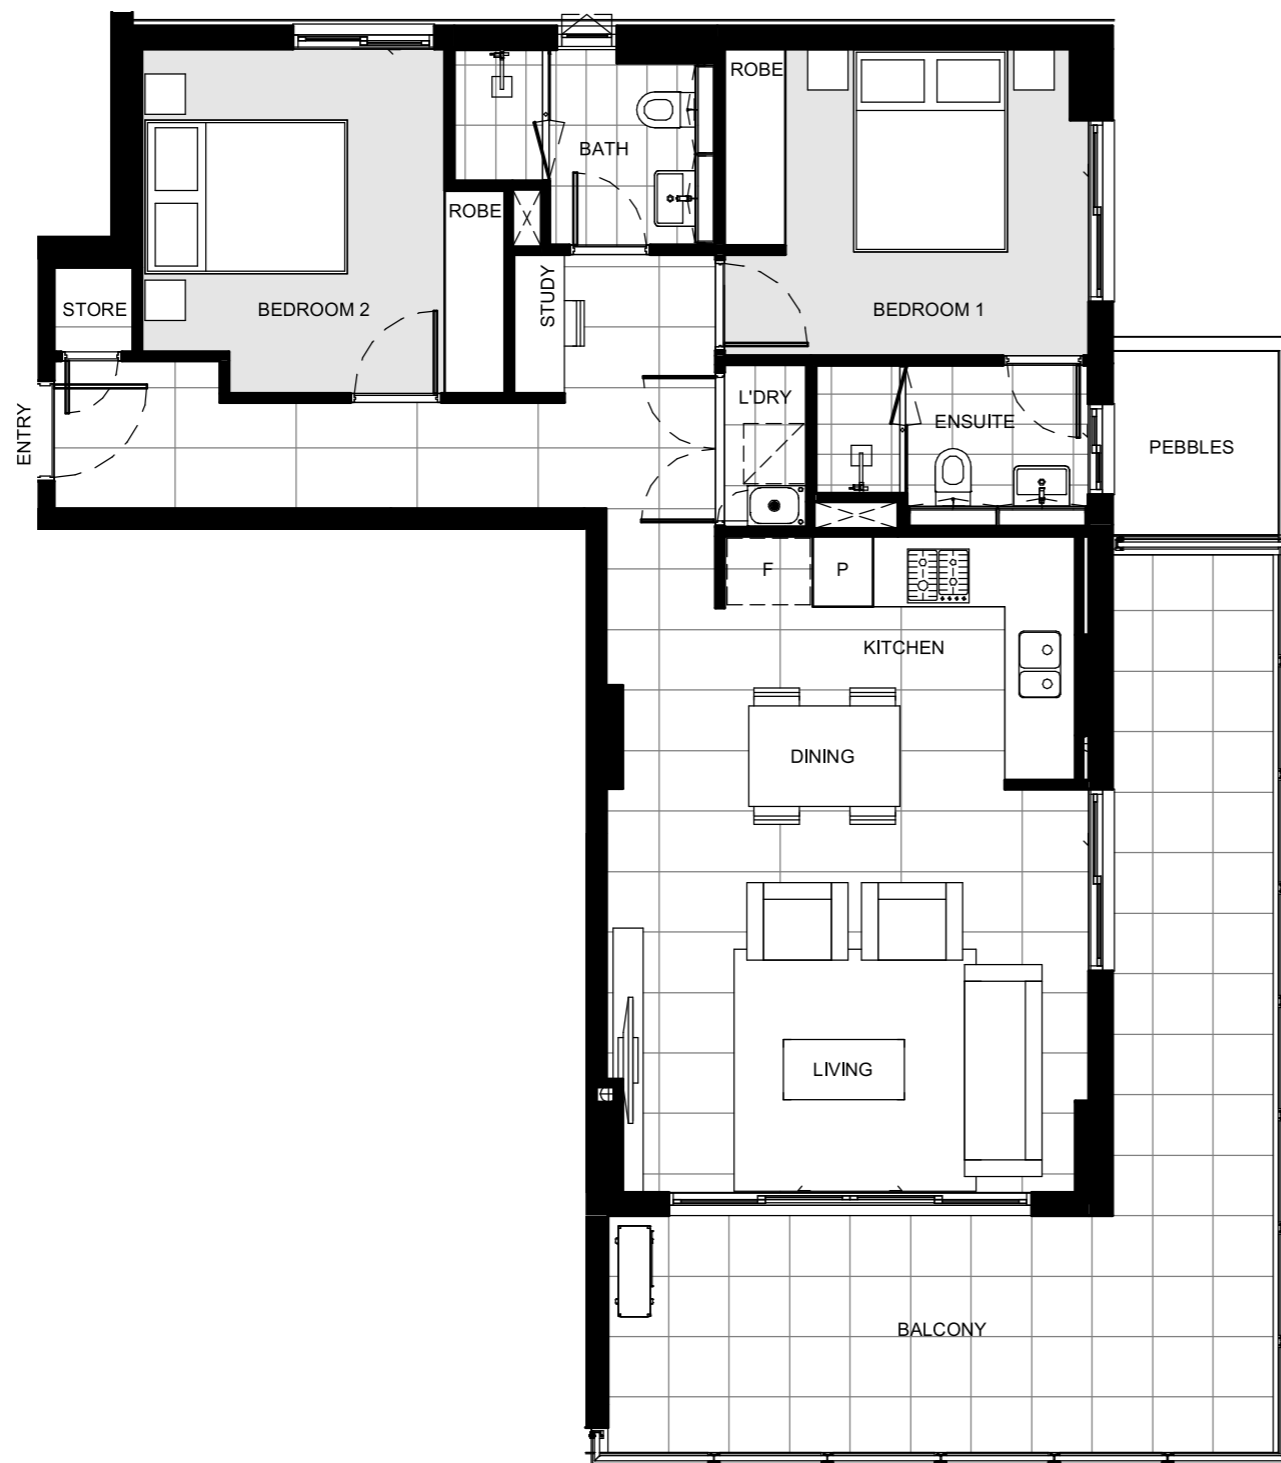 ROBE
BATH
ROBE
STUDY
STORE
BEDROOM 2
BEDROOM 1
X
ENTRY
L'DRY
ENSUITE
PEBBLES
F
P
KITCHEN
DINING
LIVING
BALCONY